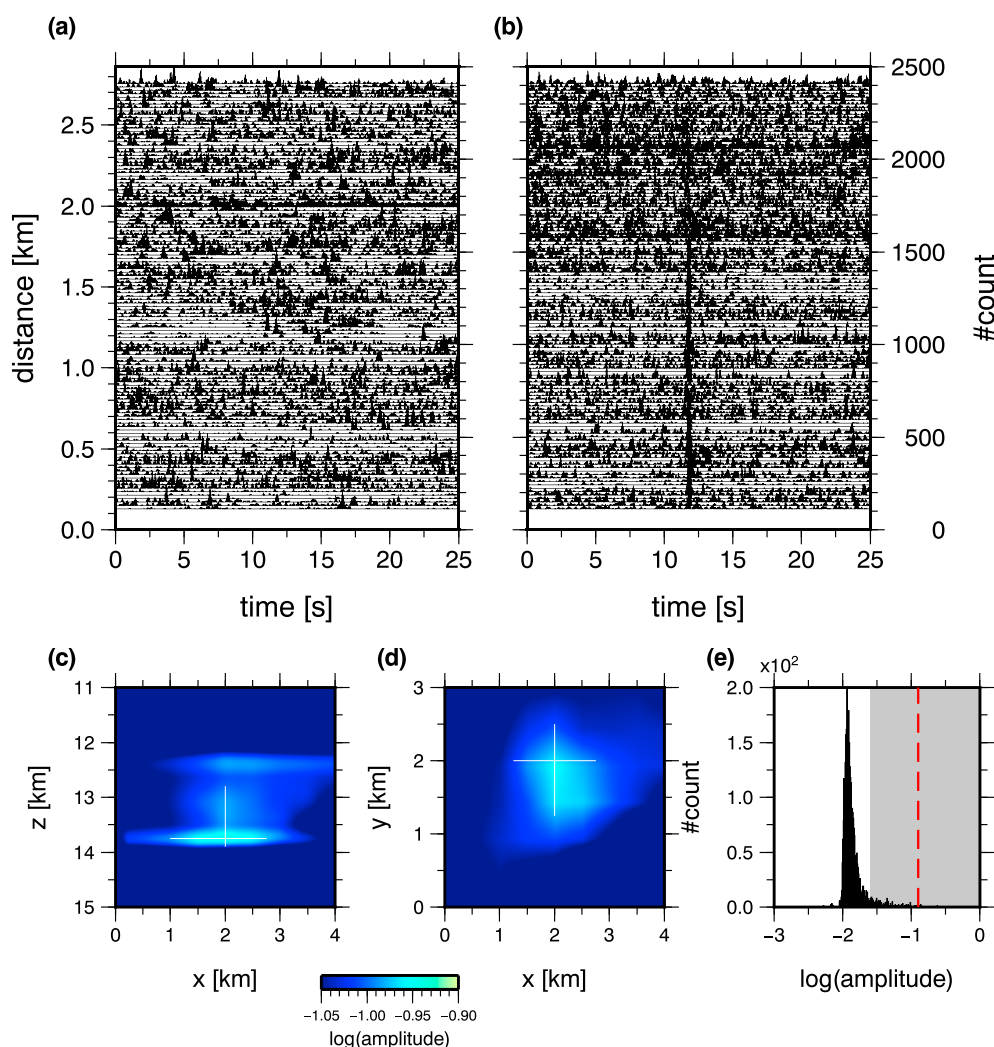 (a)
(b)
distance [km]
2.5
2.0
1.5
1.0
0.5
0.0
0 5 10 15 20 25
time [s]
2500
2000
1500
1000
500
0
#count
0 5 10 15 20 25
time [s]
(c)
z [km]
11
12
13
14
15
0 1 2 3 4
x [km]
(d)
y [km]
3
2
1
0
0 1 2 3 4
x [km]
(e)
x10²
#count
2.0
1.5
1.0
0.5
0.0
−3 −2 −1 0
log(amplitude)
−1.05 −1.00 −0.95 −0.90
log(amplitude)